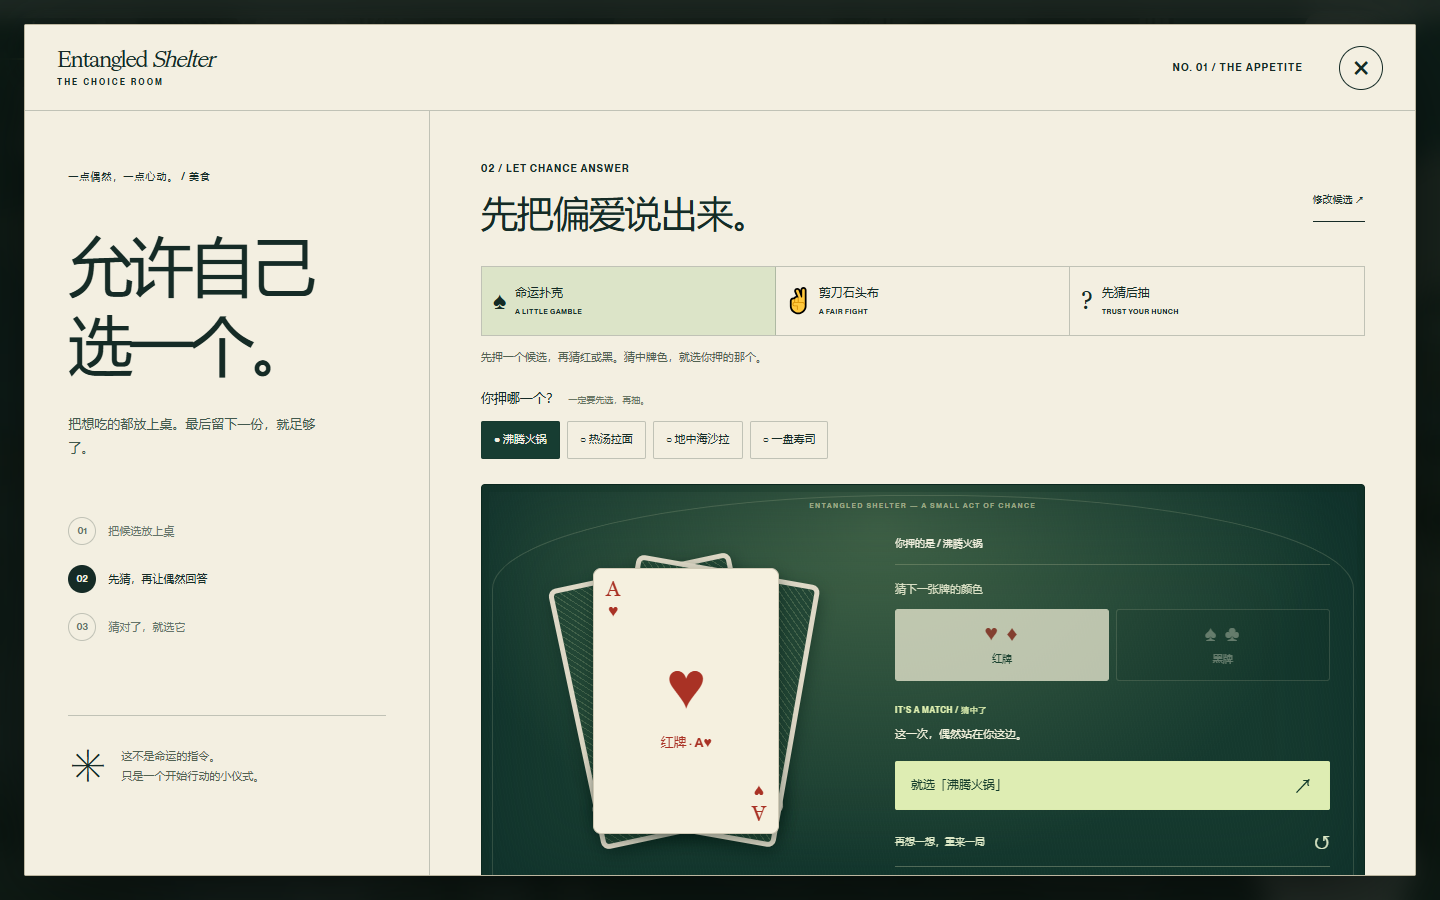 Entangled Shelter
THE CHOICE ROOM
NO. 01 / THE APPETITE
×
一点偶然，一点心动。 / 美食
允许自己
选一个。
把想吃的都放上桌。最后留下一份，就足够
了。
01 把候选放上桌
02 先猜，再让偶然回答
03 猜对了，就选它
这不是命运的指令。
只是一个开始行动的小仪式。
02 / LET CHANCE ANSWER
先把偏爱说出来。
修改候选 ↗
♠ 命运扑克
A LITTLE GAMBLE
✌ 剪刀石头布
A FAIR FIGHT
? 先猜后抽
TRUST YOUR HUNCH
先押一个候选，再猜红或黑。猜中牌色，就选你押的那个。
你押哪一个？ 一定要先选，再抽。
● 沸腾火锅
○ 热汤拉面
○ 地中海沙拉
○ 一盘寿司
ENTANGLED SHELTER — A SMALL ACT OF CHANCE
A
♥
♥
红牌 · A♥
♥
A
你押的是 / 沸腾火锅
猜下一张牌的颜色
♥ ♦
红牌
♠ ♣
黑牌
IT'S A MATCH / 猜中了
这一次，偶然站在你这边。
就选「沸腾火锅」 ↗
再想一想，重来一局 ↺